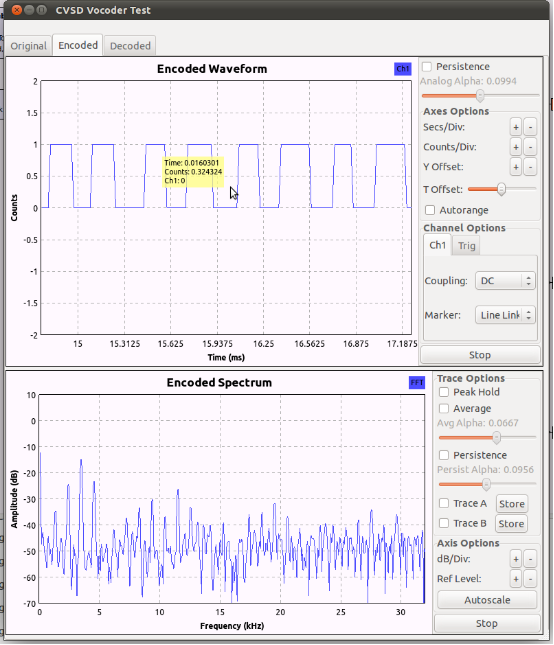 CVSD Vocoder Test
Original Encoded Decoded
Encoded Waveform
Ch1
2
1.5
1
0.5
0
-0.5
-1
-1.5
-2
Counts
Time: 0.0160301
Counts: 0.324324
Ch1: 0
15 15.3125 15.625 15.9375 16.25 16.5625 16.875 17.1875
Time (ms)
Persistence
Analog Alpha: 0.0994
Axes Options
Secs/Div: + -
Counts/Div: + -
Y Offset: + -
T Offset:
Autorange
Channel Options
Ch1 Trig
Coupling: DC
Marker: Line Link
Stop
Encoded Spectrum
FFT
10
0
-10
-20
-30
-40
-50
-60
-70
Amplitude (dB)
0 5 10 15 20 25 30
Frequency (kHz)
Trace Options
Peak Hold
Average
Avg Alpha: 0.0667
Persistence
Persist Alpha: 0.0956
Trace A Store
Trace B Store
Axis Options
dB/Div: + -
Ref Level: + -
Autoscale
Stop